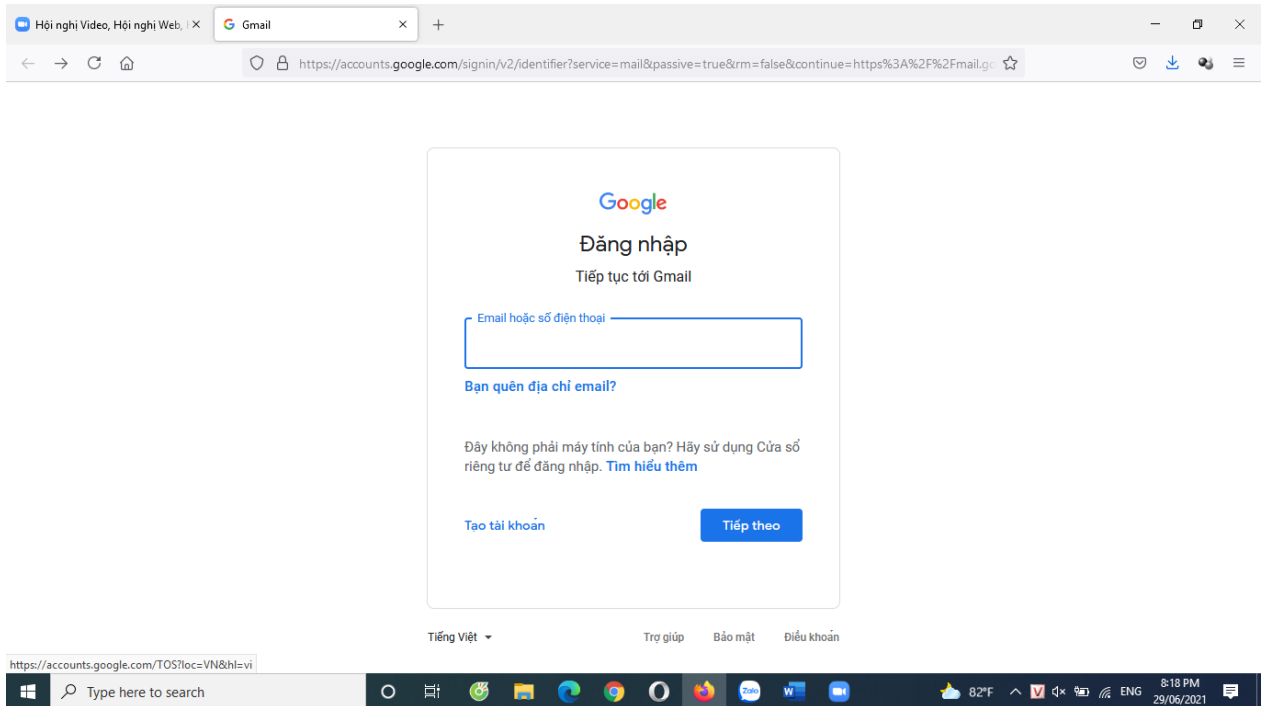 Hội nghị Video, Hội nghị Web,
Gmail
https://accounts.google.com/signin/v2/identifier?service=mail&passive=true&rm=false&continue=https%3A%2F%2Fmail.go
Google
Đăng nhập
Tiếp tục tới Gmail
Email hoặc số điện thoại
Bạn quên địa chỉ email?
Đây không phải máy tính của bạn? Hãy sử dụng Cửa sổ
riêng tư để đăng nhập. Tìm hiểu thêm
Tạo tài khoản
Tiếp theo
Tiếng Việt
Trợ giúp Bảo mật Điều khoản
https://accounts.google.com/TOS?loc=VN&hl=vi
Type here to search
Zalo
W
82°F
V
ENG
8:18 PM
29/06/2021